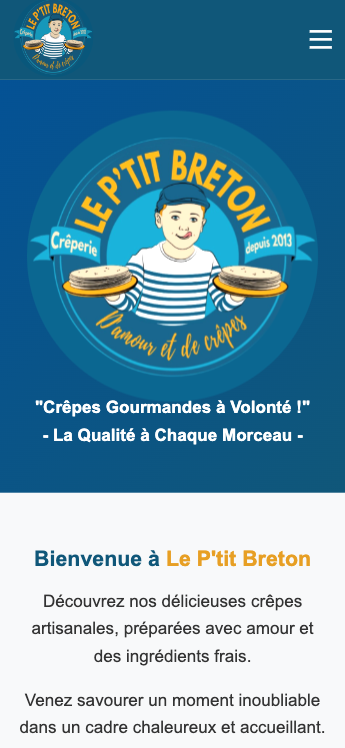 LE P'TIT BRETON
Crêperie
depuis 2013
D'amour et de crêpes
LE P'TIT BRETON
Crêperie
depuis 2013
D'amour et de crêpes
"Crêpes Gourmandes à Volonté !"
- La Qualité à Chaque Morceau -
Bienvenue à Le P'tit Breton
Découvrez nos délicieuses crêpes
artisanales, préparées avec amour et
des ingrédients frais.
Venez savourer un moment inoubliable
dans un cadre chaleureux et accueillant.